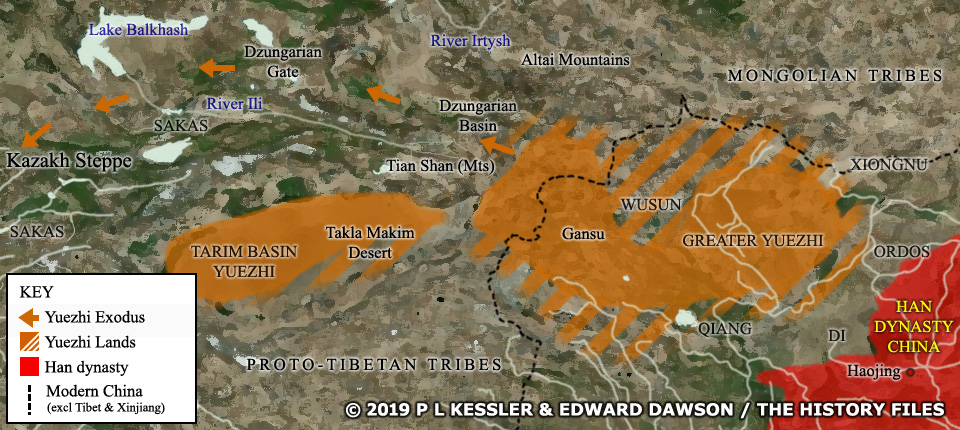 Lake Balkhash
River Irtysh
Dzungarian
Gate
Altai Mountains
MONGOLIAN TRIBES
River Ili
Dzungarian
Basin
SAKAS
Kazakh Steppe
Tian Shan (Mts)
XIONGNU
WUSUN
SAKAS
Takla Makim
Desert
Gansu
GREATER YUEZHI
TARIM BASIN
YUEZHI
ORDOS
KEY
Yuezhi Exodus
Yuezhi Lands
Han dynasty
Modern China
(excl Tibet & Xinjiang)
HAN
DYNASTY
CHINA
QIANG
DI
PROTO-TIBETAN TRIBES
Haojing
© 2019 P L KESSLER & EDWARD DAWSON / THE HISTORY FILES